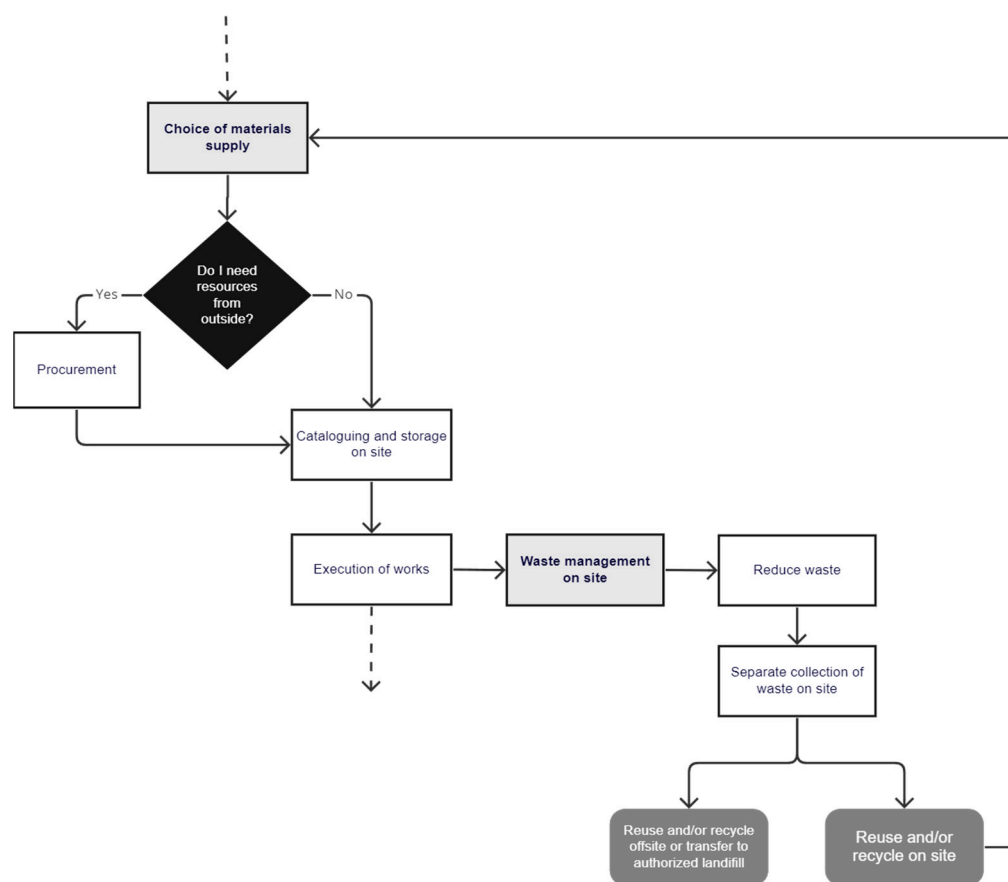 Choice of materials
supply
Do I need
resources
from
outside?
Yes
No
Procurement
Cataloguing and storage
on site
Execution of works
Waste management
on site
Reduce waste
Separate collection of
waste on site
Reuse and/or recycle
offsite or transfer to
authorized landifill
Reuse and/or
recycle on site